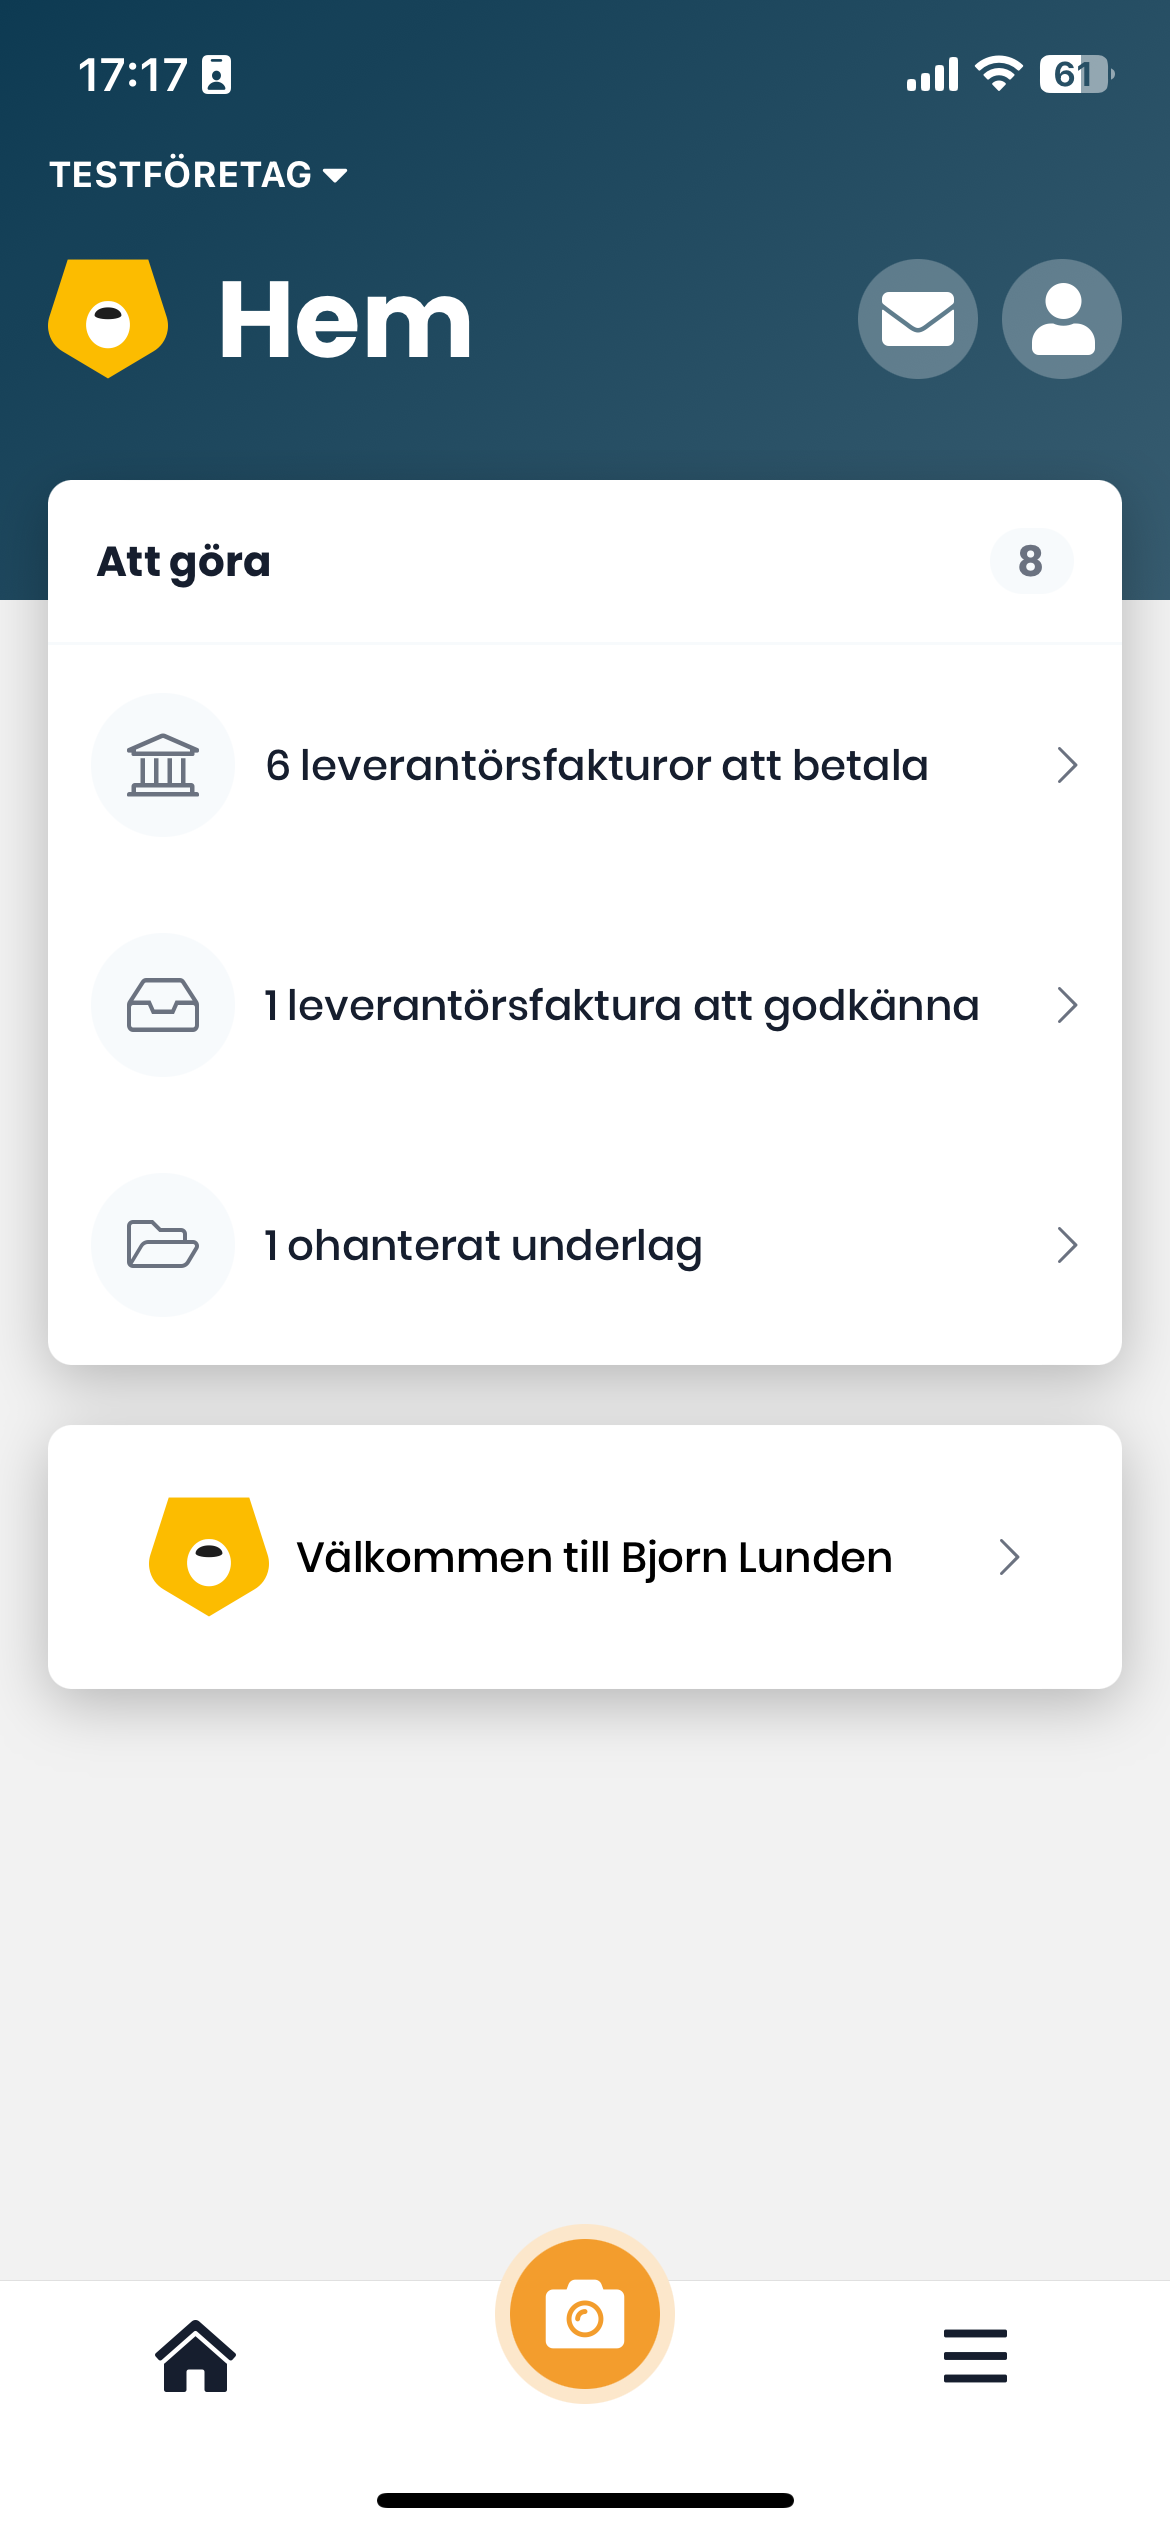 17:17
61
TESTFÖRETAG
Hem
Att göra
8
6 leverantörsfakturor att betala
1 leverantörsfaktura att godkänna
1 ohanterat underlag
Välkommen till Bjorn Lunden